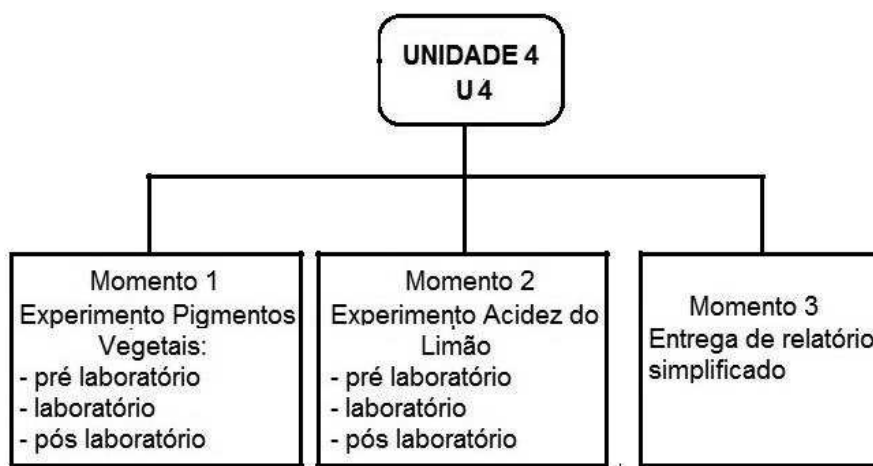 UNIDADE 4
U 4
Momento 1
Experimento Pigmentos
Vegetais:
- pré laboratório
- laboratório
- pós laboratório
Momento 2
Experimento Acidez do
Limão
- pré laboratório
- laboratório
- pós laboratório
Momento 3
Entrega de relatório
simplificado